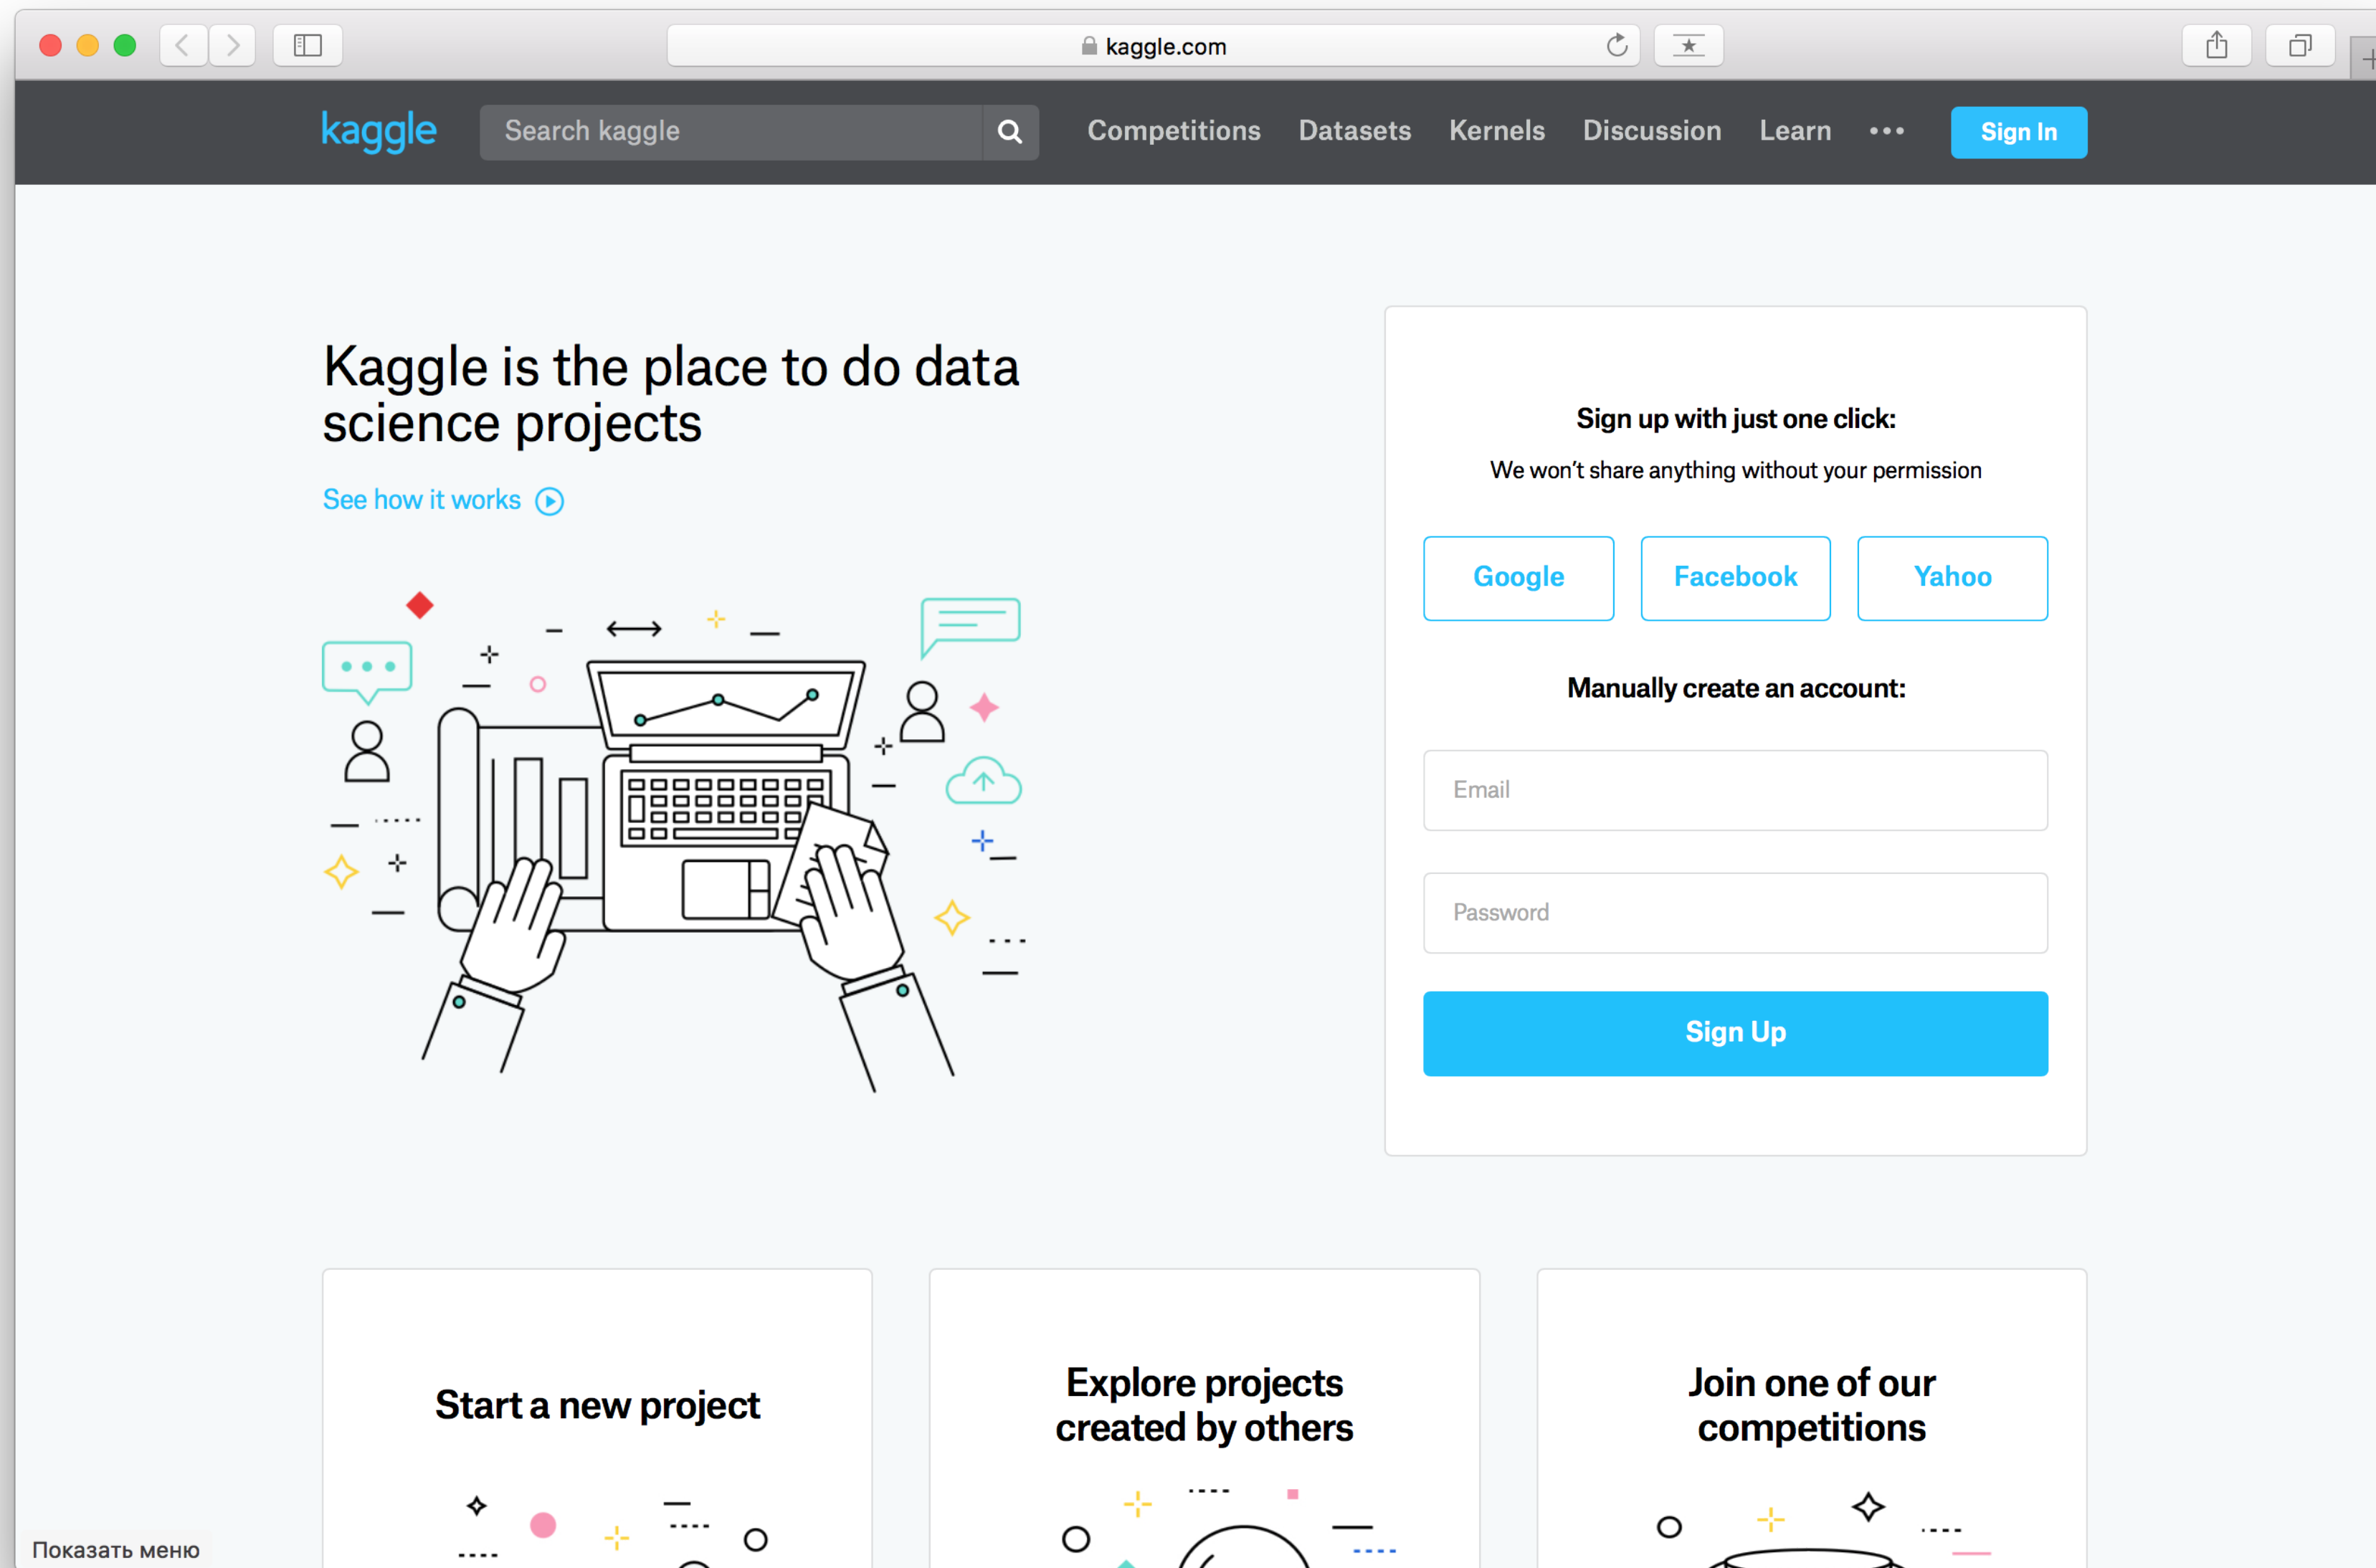 kaggle.com
kaggle
Search kaggle
Competitions
Datasets
Kernels
Discussion
Learn
Sign In
Kaggle is the place to do data
science projects
See how it works
Sign up with just one click:
We won’t share anything without your permission
Google
Facebook
Yahoo
Manually create an account:
Email
Password
Sign Up
Start a new project
Explore projects
created by others
Join one of our
competitions
Показать меню